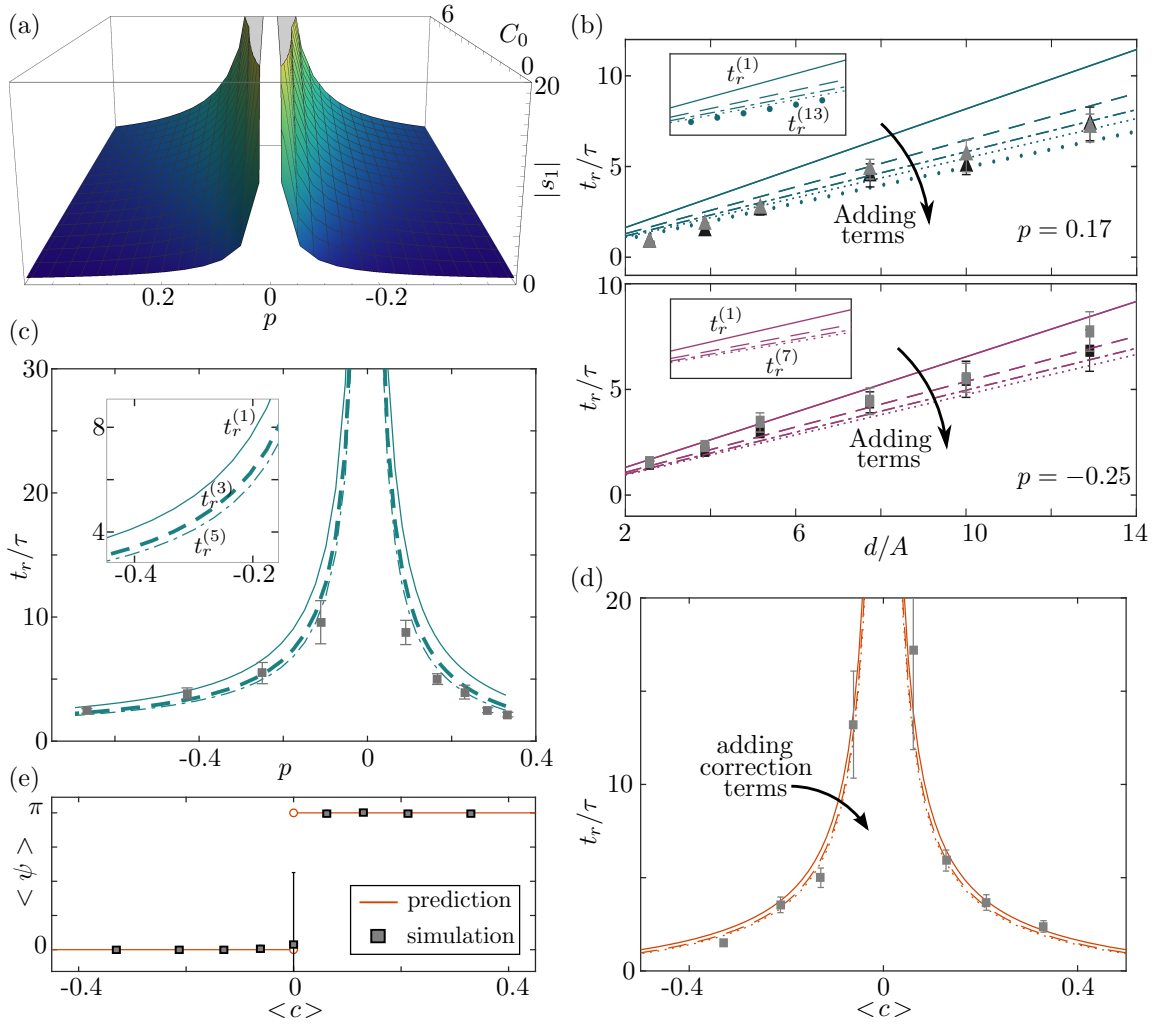 (a)
6
C₀
0
20
|s₁|
0
0.2
0
-0.2
p
(b)
10
t_r^(1)
t_r^(13)
5
t_r/τ
Adding
terms
p = 0.17
0
10
t_r^(1)
t_r^(7)
5
t_r/τ
Adding
terms
p = −0.25
0
2
6
10
14
d/A
(c)
30
8
t_r^(1)
t_r^(3)
t_r^(5)
4
-0.4
-0.2
20
t_r/τ
10
0
-0.4
0
0.4
p
(d)
20
adding
correction
terms
t_r/τ
10
0
-0.4
0
0.4
< c >
(e)
π
< ψ >
prediction
simulation
0
-0.4
0
0.4
< c >